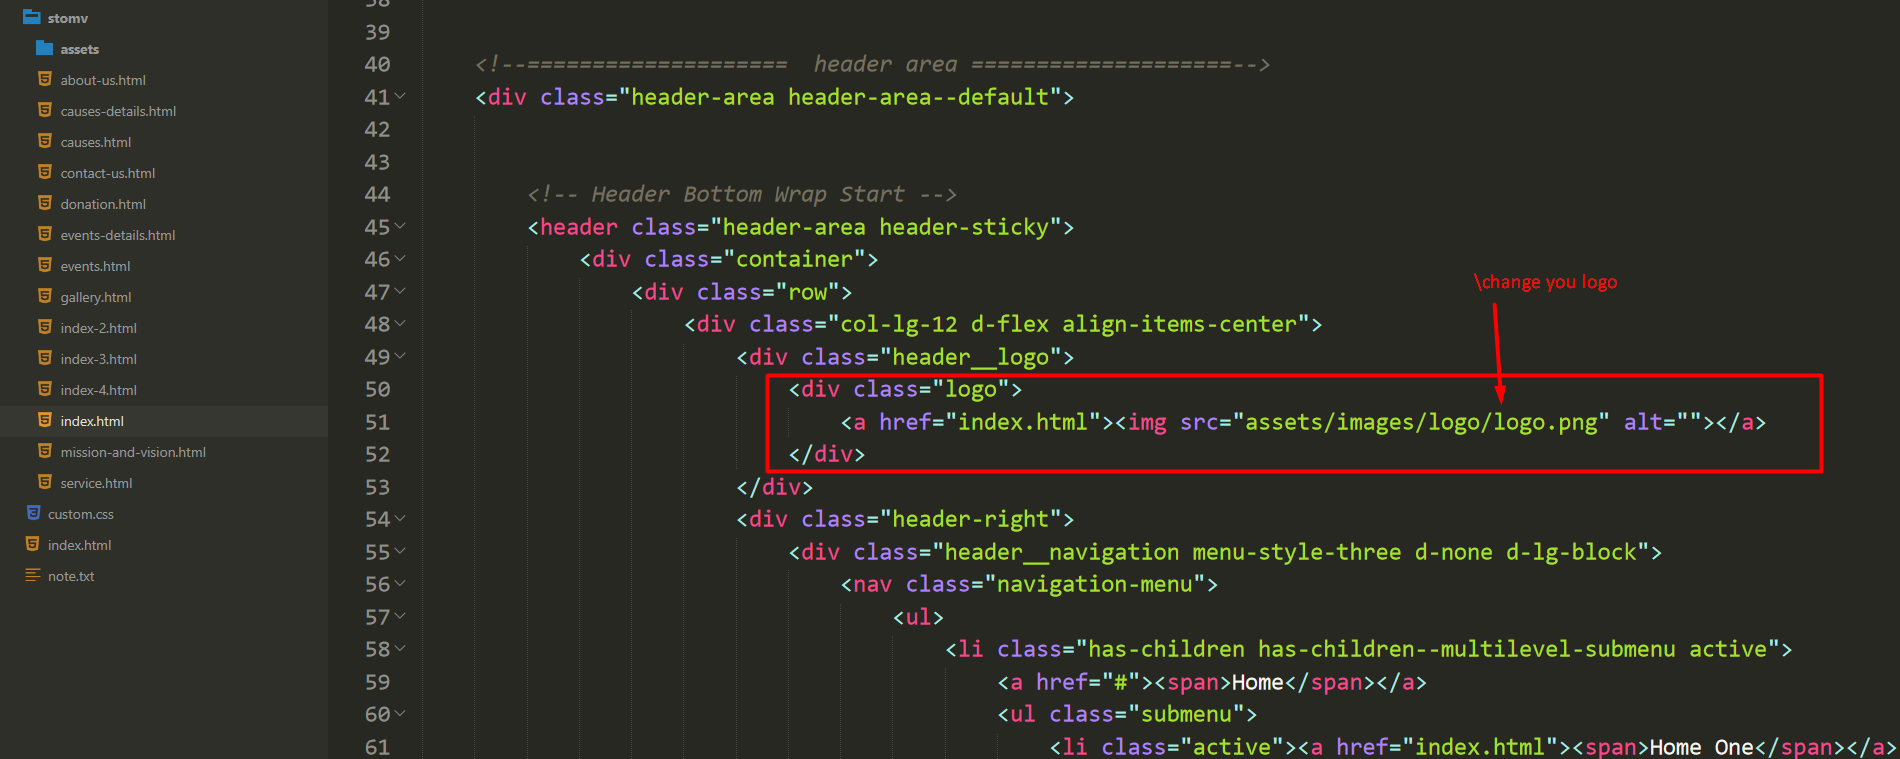 stomv
assets
about-us.html
causes-details.html
causes.html
contact-us.html
donation.html
events-details.html
events.html
gallery.html
index-2.html
index-3.html
index-4.html
index.html
mission-and-vision.html
service.html
custom.css
index.html
note.txt
38
39
40 <!--==================== header area ====================-->
41 <div class="header-area header-area--default">
42
43
44 <!-- Header Bottom Wrap Start -->
45 <header class="header-area header-sticky">
46 <div class="container">
47 <div class="row">
\change you logo
48 <div class="col-lg-12 d-flex align-items-center">
49 <div class="header__logo">
50 <div class="logo">
51 <a href="index.html"><img src="assets/images/logo/logo.png" alt=""></a>
52 </div>
53 </div>
54 <div class="header-right">
55 <div class="header__navigation menu-style-three d-none d-lg-block">
56 <nav class="navigation-menu">
57 <ul>
58 <li class="has-children has-children--multilevel-submenu active">
59 <a href="#"><span>Home</span></a>
60 <ul class="submenu">
61 <li class="active"><a href="index.html"><span>Home One</span></a>